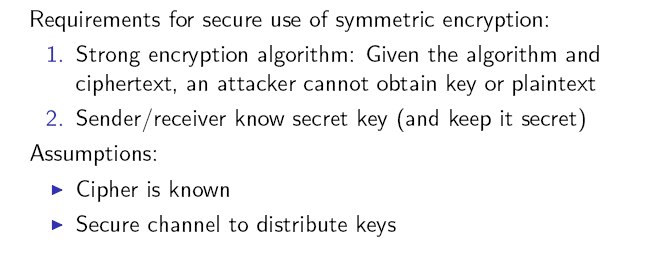 Requirements for secure use of symmetric encryption:
1. Strong encryption algorithm: Given the algorithm and
ciphertext, an attacker cannot obtain key or plaintext
2. Sender/receiver know secret key (and keep it secret)
Assumptions:
▶ Cipher is known
▶ Secure channel to distribute keys